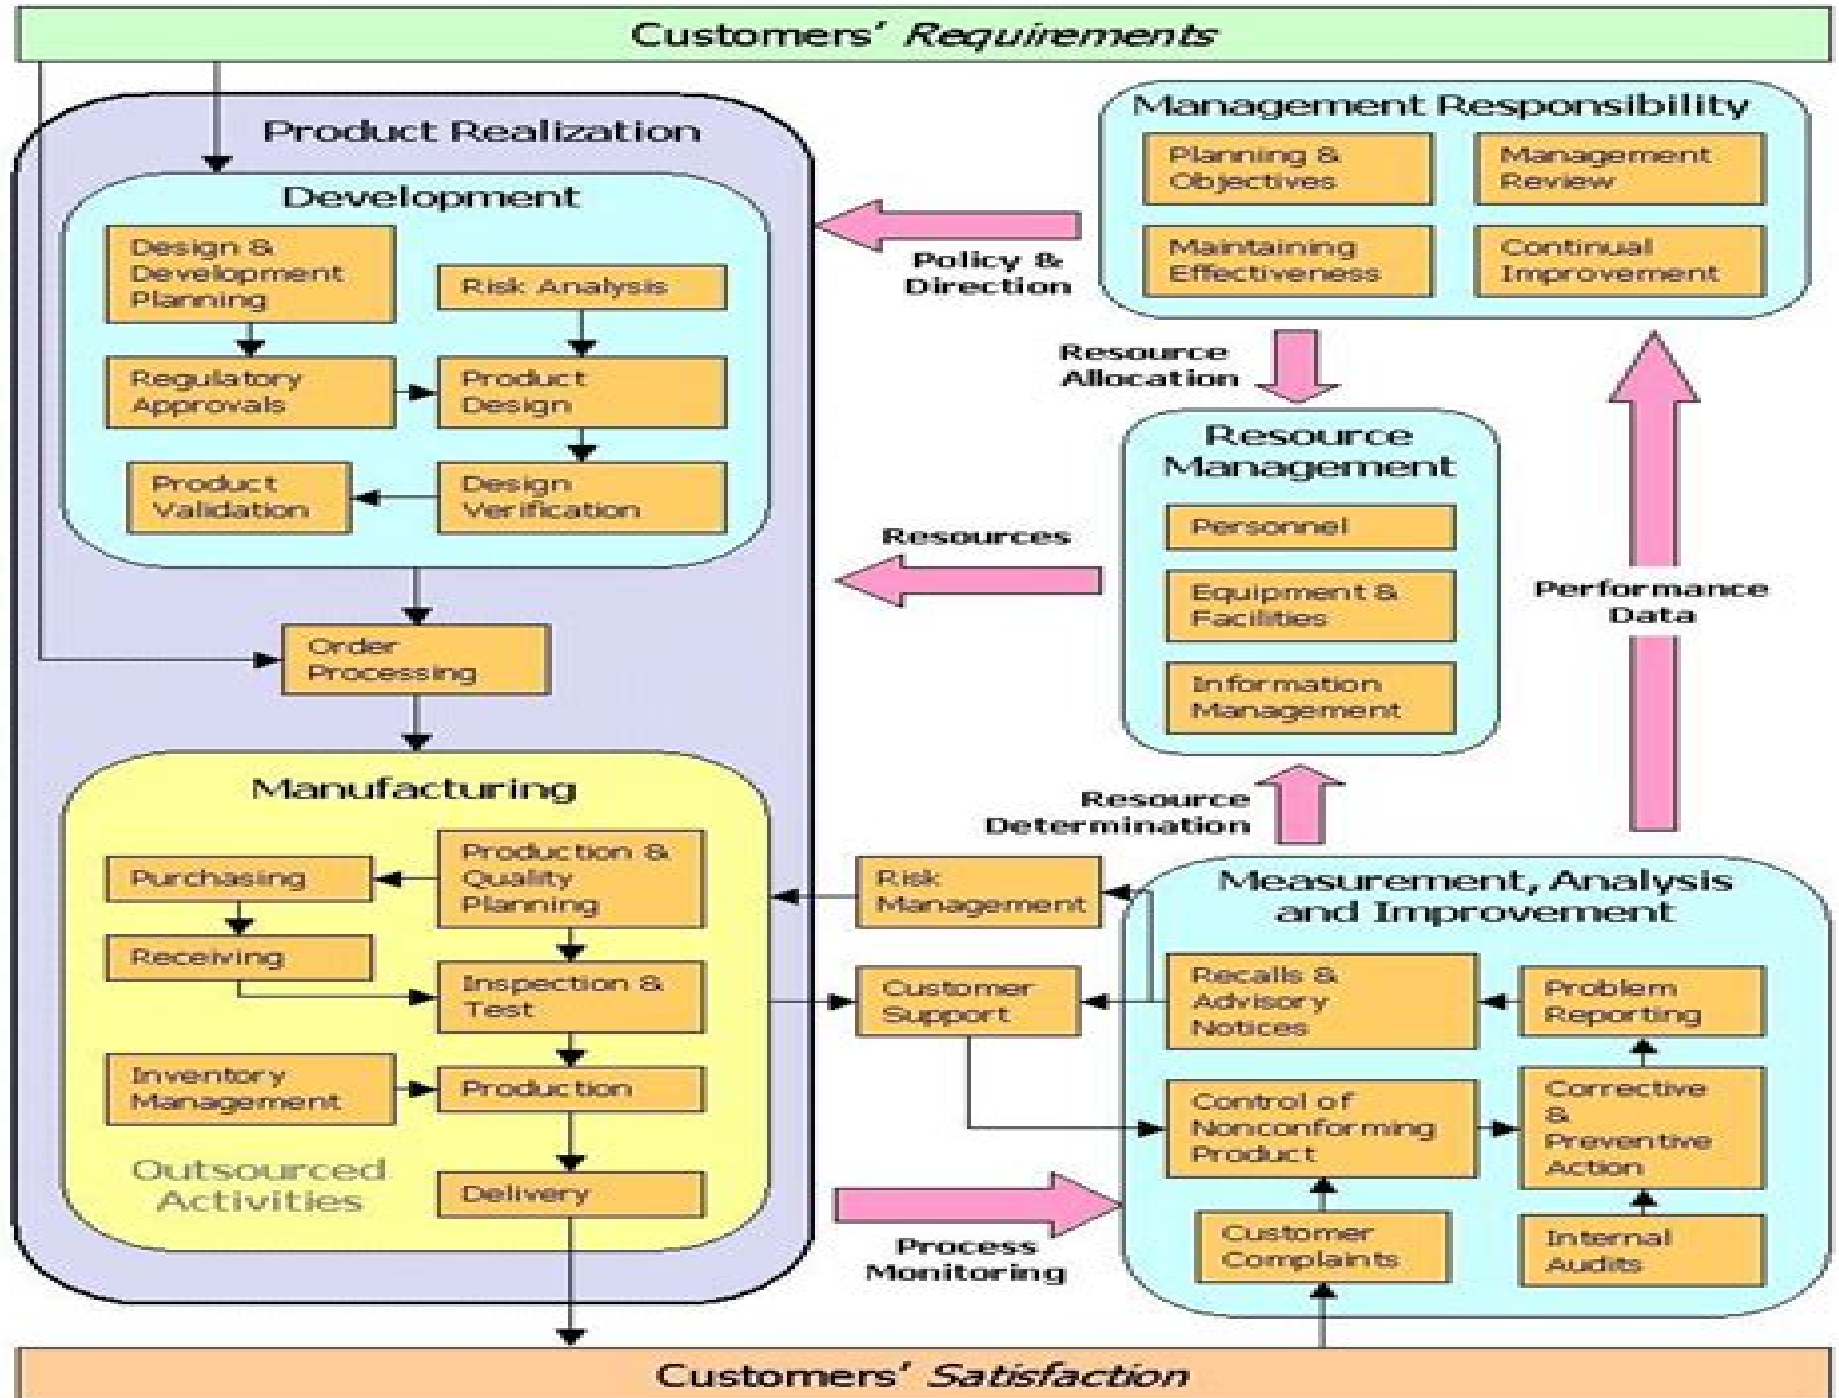 Customers’ Requirements
Product Realization
Development
Design &
Development
Planning
Risk Analysis
Regulatory
Approvals
Product
Design
Product
Validation
Design
Verification
Order
Processing
Manufacturing
Purchasing
Production &
Quality
Planning
Receiving
Inspection &
Test
Inventory
Management
Production
Outsourced
Activities
Delivery
Management Responsibility
Planning &
Objectives
Management
Review
Maintaining
Effectiveness
Continual
Improvement
Policy &
Direction
Resource
Allocation
Resource
Management
Personnel
Equipment &
Facilities
Information
Management
Resources
Performance
Data
Resource
Determination
Risk
Management
Customer
Support
Measurement, Analysis
and Improvement
Recalls &
Advisory
Notices
Problem
Reporting
Control of
Nonconforming
Product
Corrective
&
Preventive
Action
Customer
Complaints
Internal
Audits
Process
Monitoring
Customers’ Satisfaction